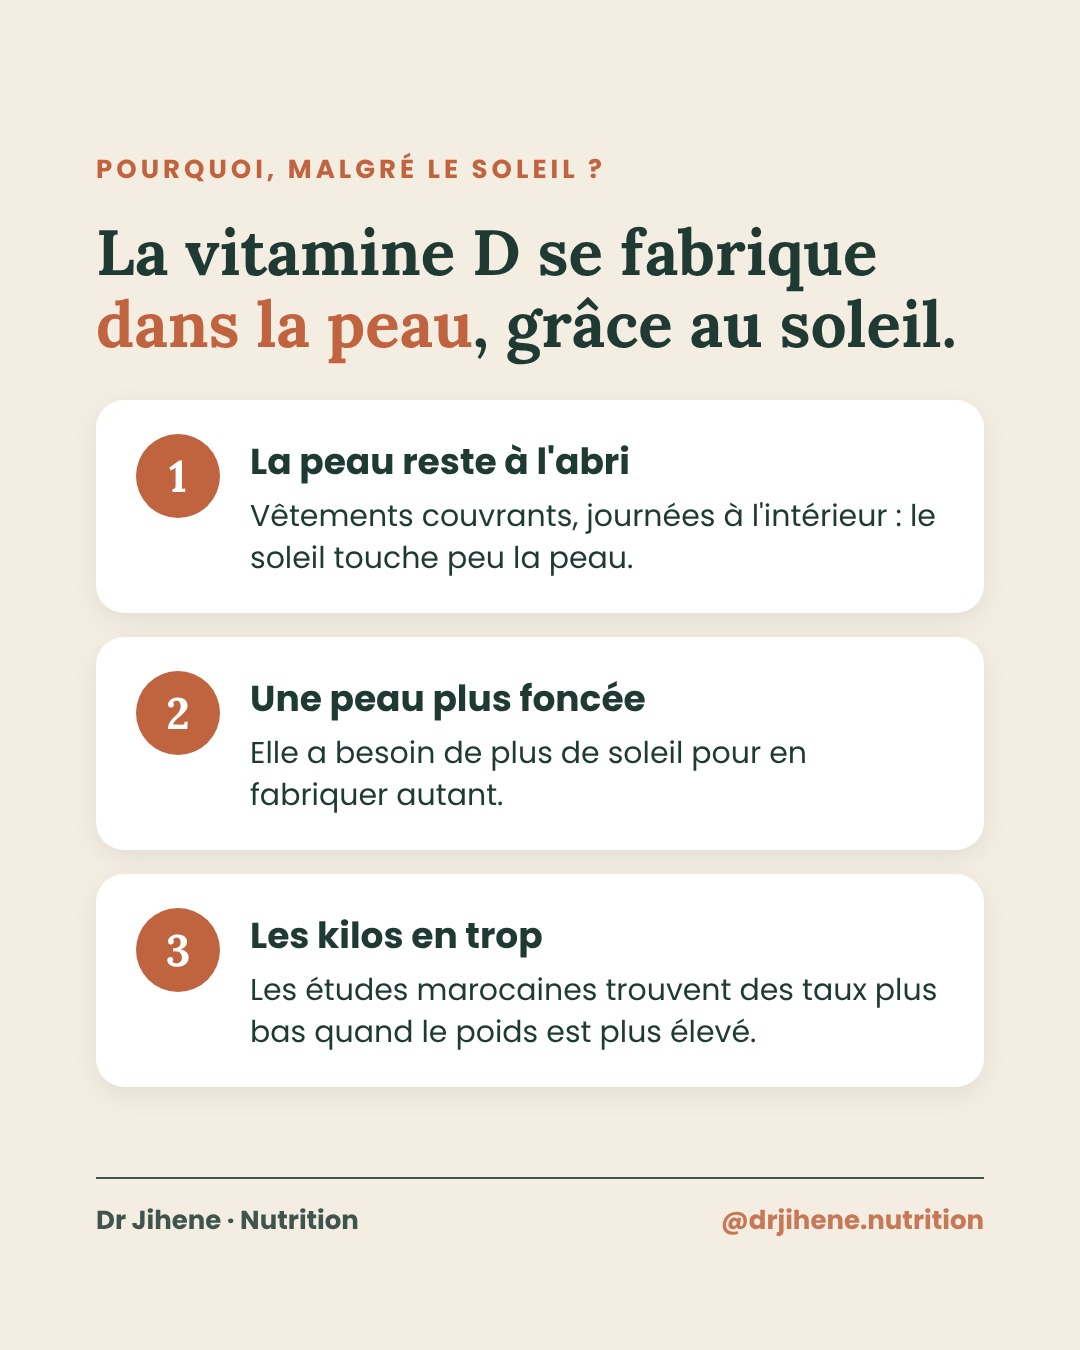 POURQUOI, MALGRÉ LE SOLEIL ?
La vitamine D se fabrique
dans la peau, grâce au soleil.
1
La peau reste à l'abri
Vêtements couvrants, journées à l'intérieur : le
soleil touche peu la peau.
2
Une peau plus foncée
Elle a besoin de plus de soleil pour en
fabriquer autant.
3
Les kilos en trop
Les études marocaines trouvent des taux plus
bas quand le poids est plus élevé.
Dr Jihene · Nutrition
@drjihene.nutrition